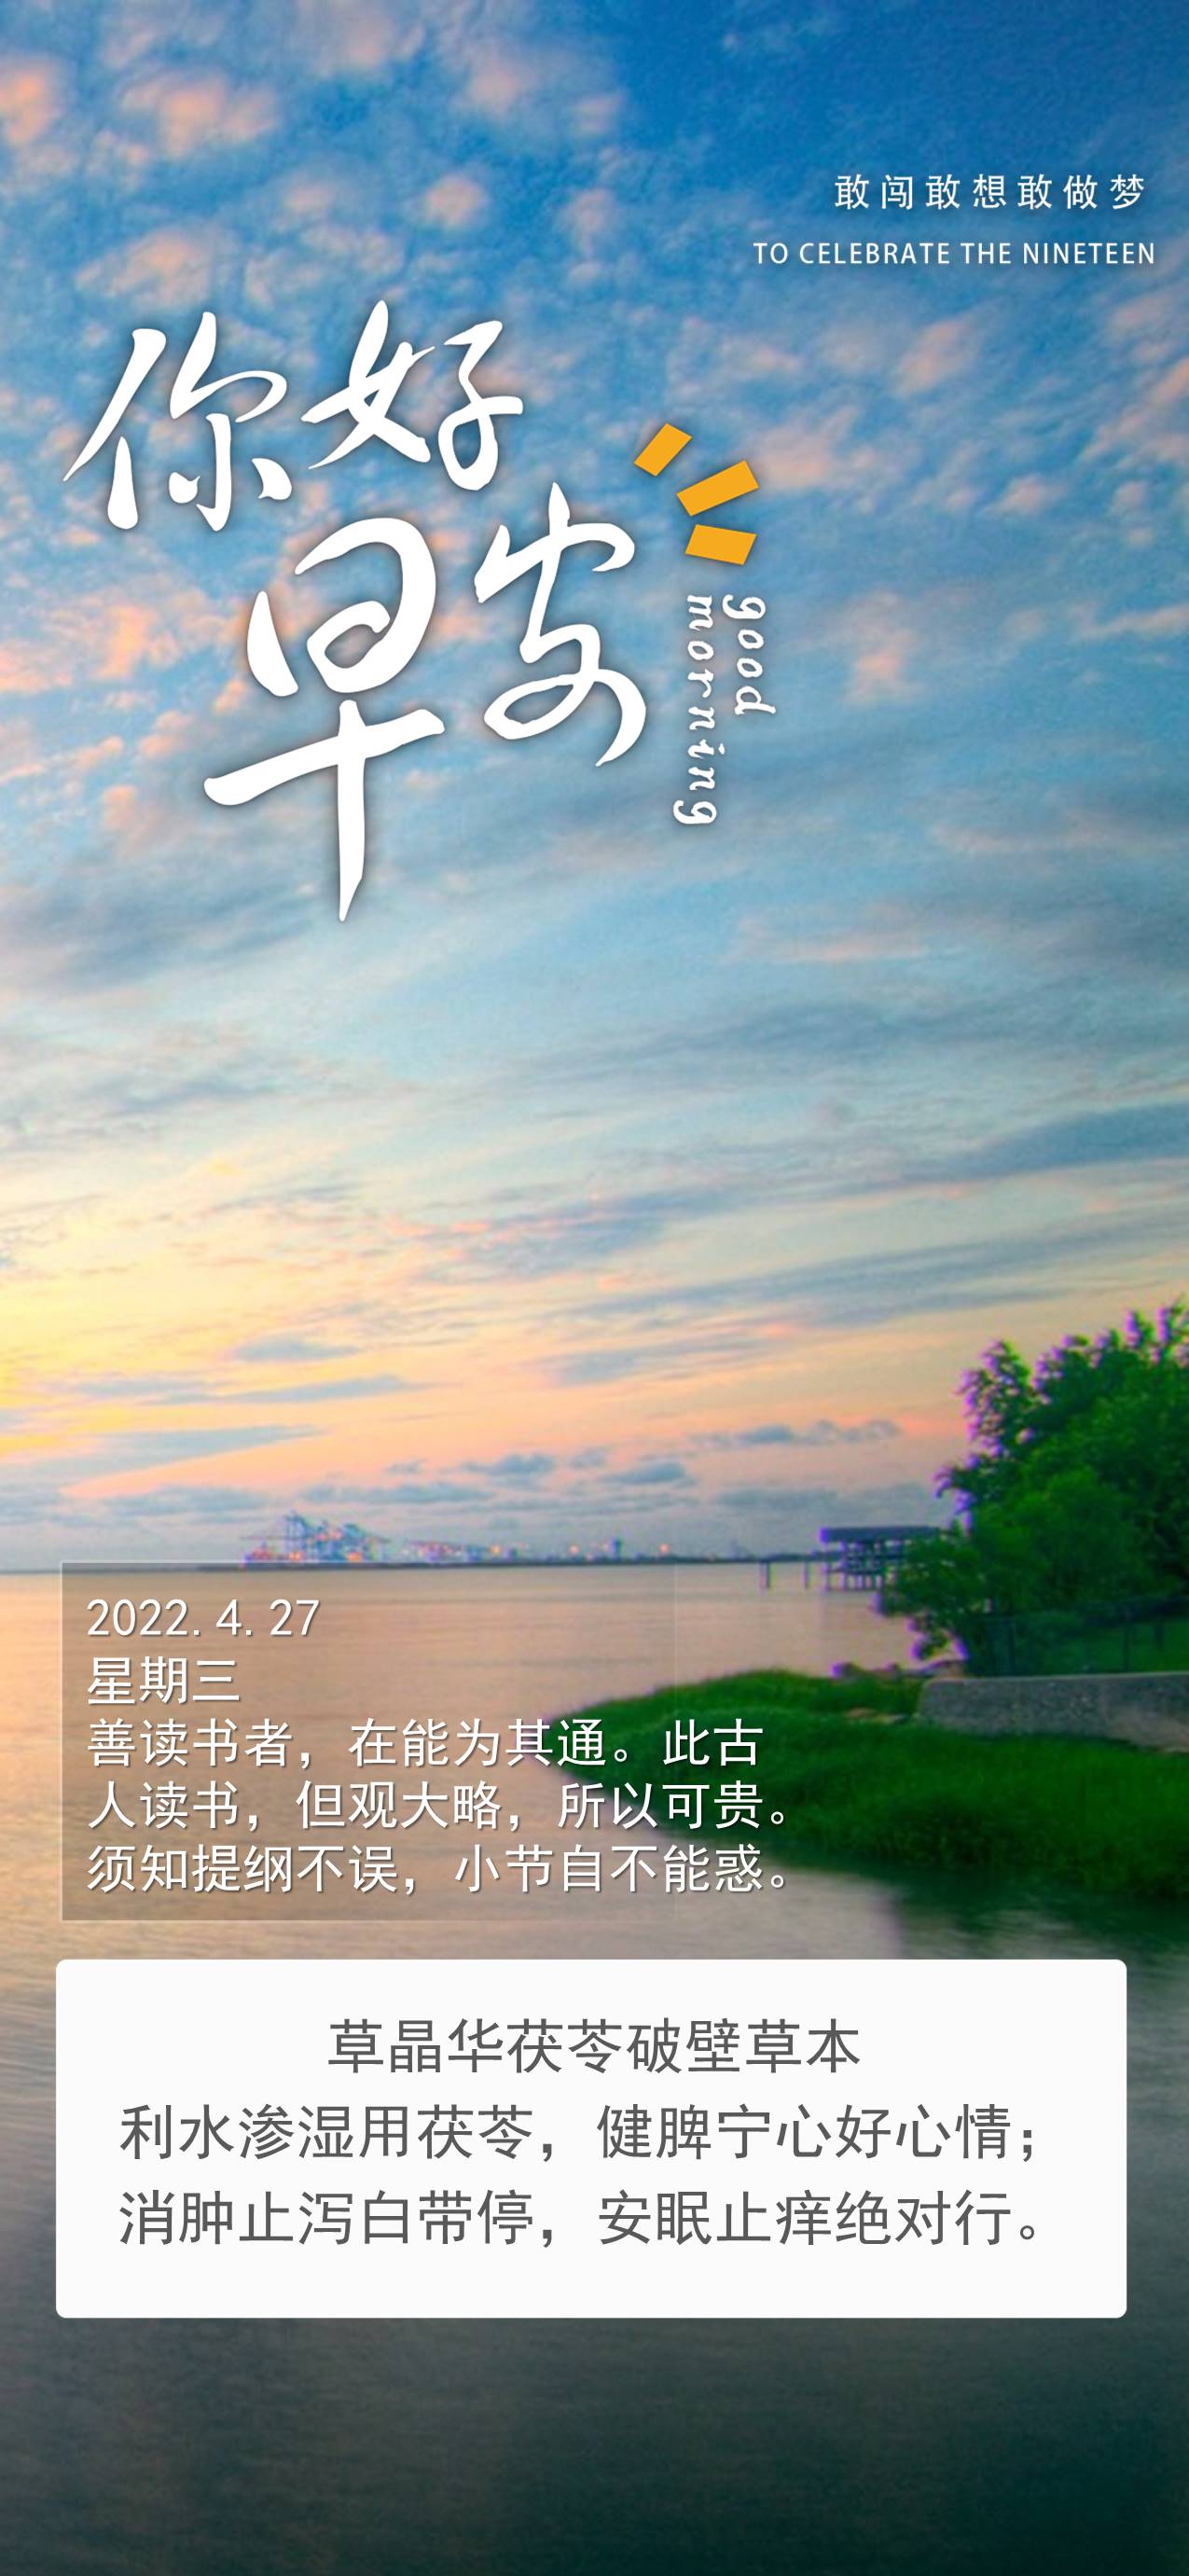 敢闯敢想敢做梦
TO CELEBRATE THE NINETEEN
你好
早安
good
morning
2022.4.27
星期三
善读书者，在能为其通。此古
人读书，但观大略，所以可贵。
须知提纲不误，小节自不能惑。
草晶华茯苓破壁草本
利水渗湿用茯苓，健脾宁心好心情；
消肿止泻白带停，安眠止痒绝对行。